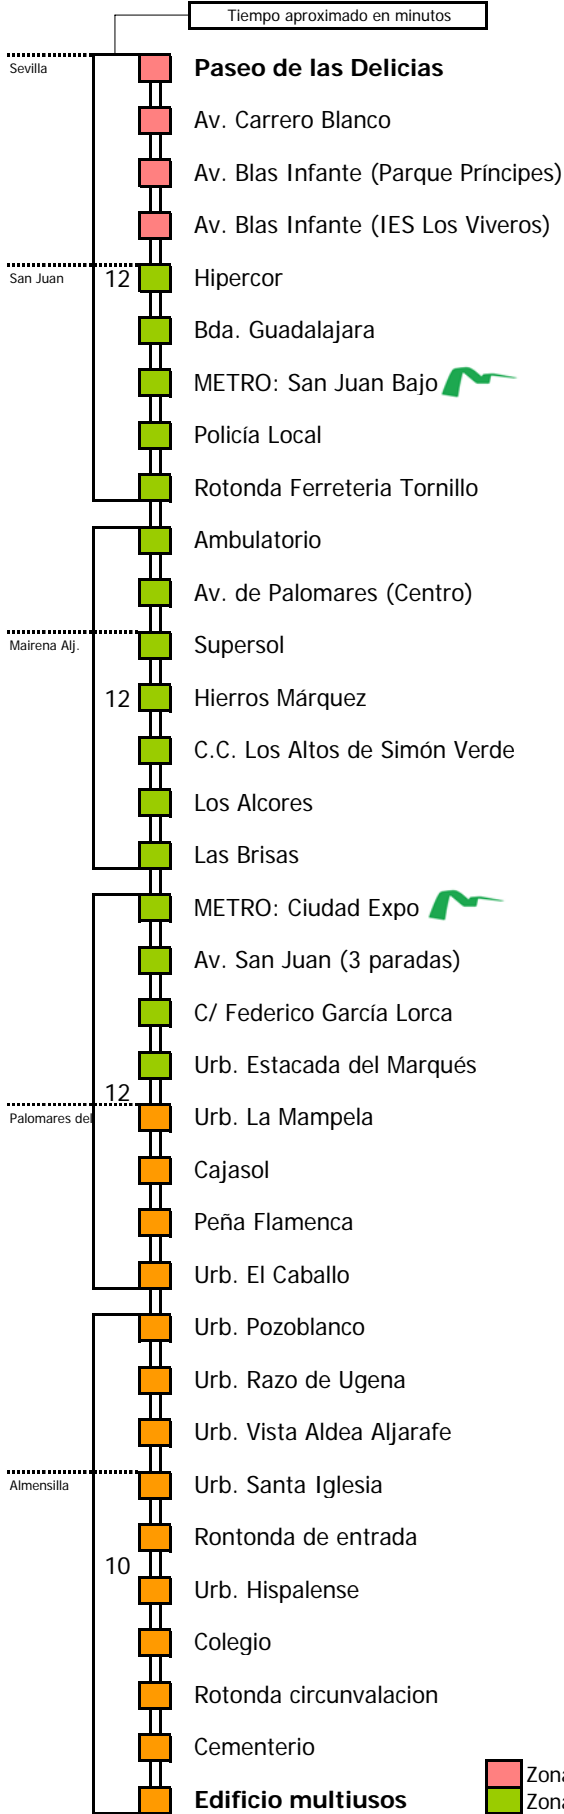 Tiempo aproximado en minutos
Sevilla
Paseo de las Delicias
Av. Carrero Blanco
Av. Blas Infante (Parque Príncipes)
Av. Blas Infante (IES Los Viveros)
San Juan
12
Hipercor
Bda. Guadalajara
METRO: San Juan Bajo
Policía Local
Rotonda Ferreteria Tornillo
Ambulatorio
Av. de Palomares (Centro)
Mairena Alj.
Supersol
12
Hierros Márquez
C.C. Los Altos de Simón Verde
Los Alcores
Las Brisas
METRO: Ciudad Expo
Av. San Juan (3 paradas)
C/ Federico García Lorca
Urb. Estacada del Marqués
12
Palomares del
Urb. La Mampela
Cajasol
Peña Flamenca
Urb. El Caballo
Urb. Pozoblanco
Urb. Razo de Ugena
Urb. Vista Aldea Aljarafe
Almensilla
Urb. Santa Iglesia
Rontonda de entrada
10
Urb. Hispalense
Colegio
Rotonda circunvalacion
Cementerio
Edificio multiusos
Zona
Zona